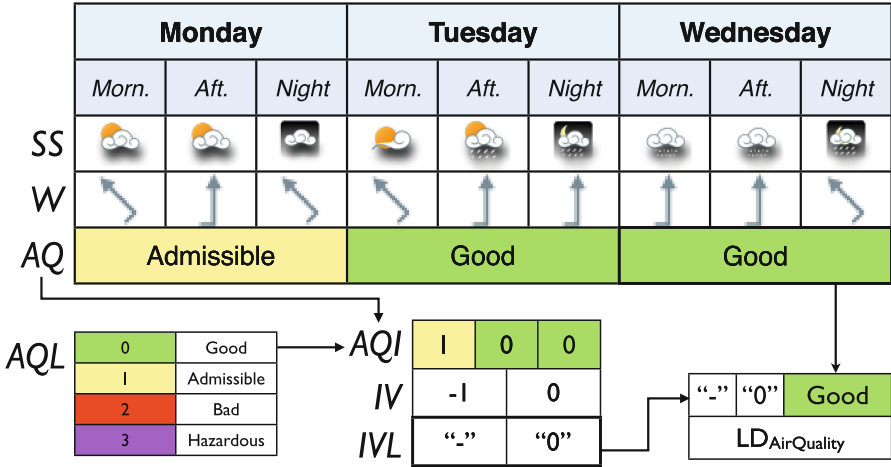 Monday Tuesday Wednesday
Morn. Aft. Night Morn. Aft. Night Morn. Aft. Night
SS
W
AQ Admissible Good Good
AQL
0 Good
1 Admissible
2 Bad
3 Hazardous
AQI 1 0 0
IV -1 0
IVL “-” “0”
“-” “0” Good
LDAirQuality